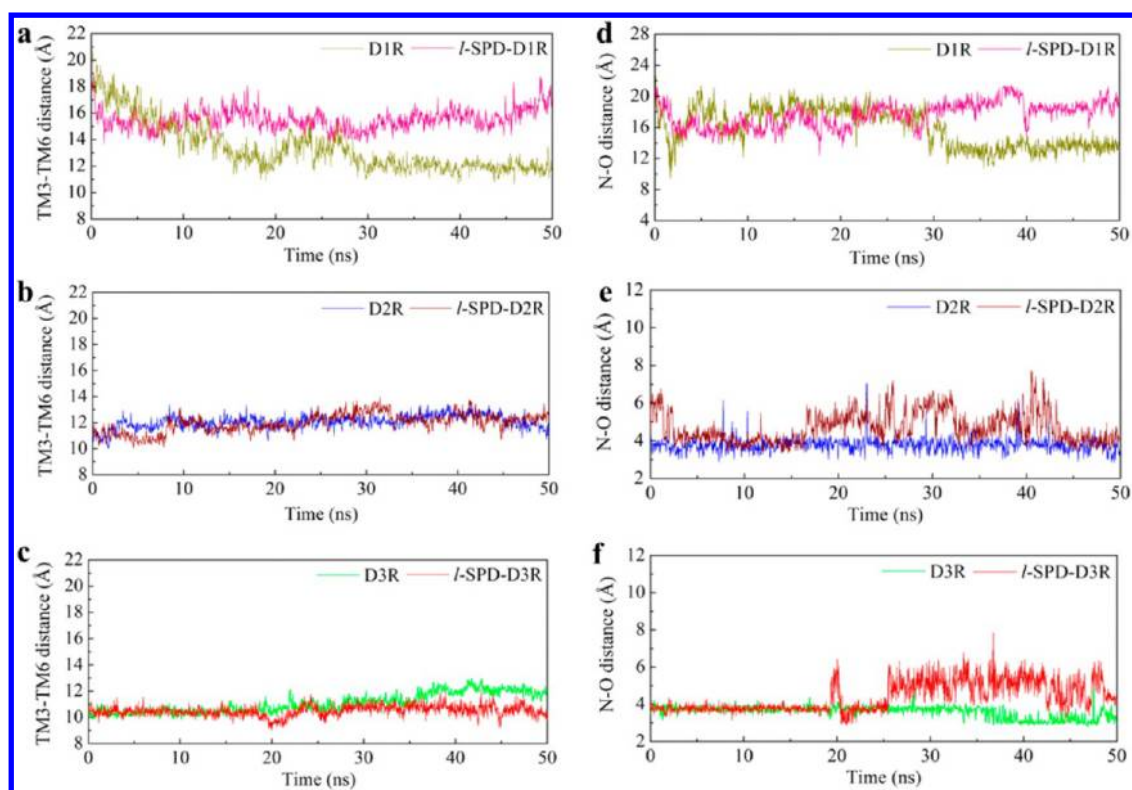 a
D1R
l-SPD-D1R
TM3-TM6 distance (Å)
22
20
18
16
14
12
10
8
0 10 20 30 40 50
Time (ns)
d
D1R
l-SPD-D1R
N-O distance (Å)
28
24
20
16
12
8
4
0 10 20 30 40 50
Time (ns)
b
D2R
l-SPD-D2R
TM3-TM6 distance (Å)
22
20
18
16
14
12
10
8
0 10 20 30 40 50
Time (ns)
e
D2R
l-SPD-D2R
N-O distance (Å)
12
10
8
6
4
2
0 10 20 30 40 50
Time (ns)
c
D3R
l-SPD-D3R
TM3-TM6 distance (Å)
22
20
18
16
14
12
10
8
0 10 20 30 40 50
Time (ns)
f
D3R
l-SPD-D3R
N-O distance (Å)
12
10
8
6
4
2
0 10 20 30 40 50
Time (ns)